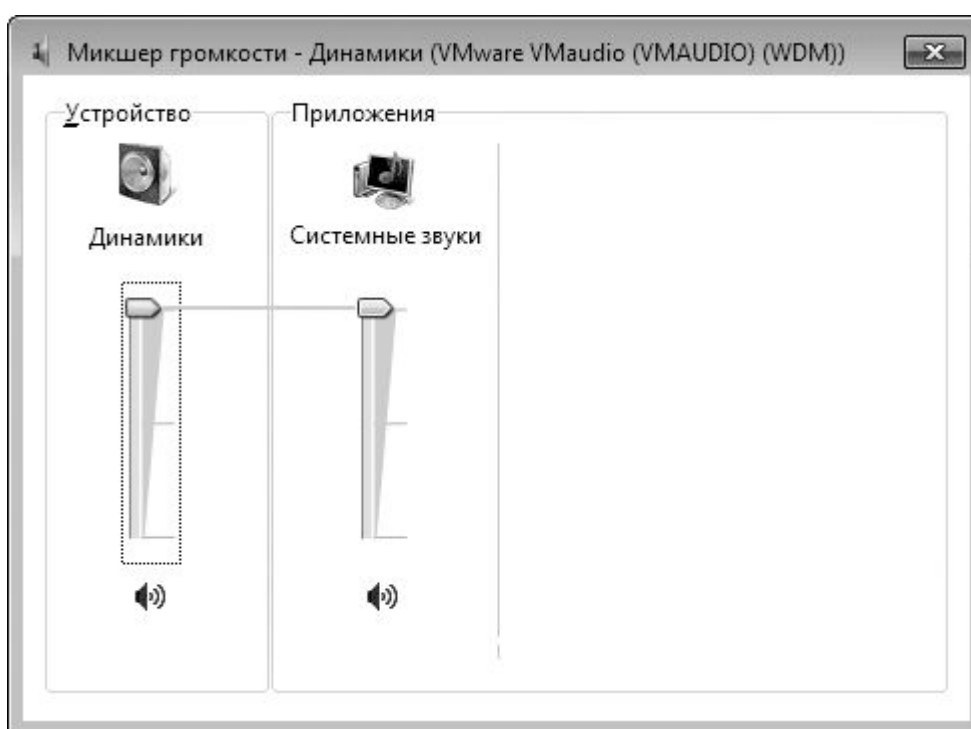 Микшер громкости - Динамики (VMware VMaudio (VMAUDIO) (WDM))
Устройство
Приложения
Динамики
Системные звуки